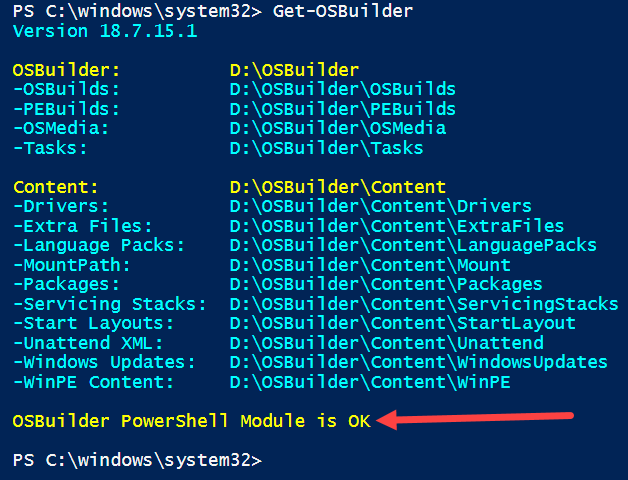 PS C:\windows\system32> Get-OSBuilder
Version 18.7.15.1
OSBuilder: D:\OSBuilder
-OSBuilds: D:\OSBuilder\OSBuilds
-PEBuilds: D:\OSBuilder\PEBuilds
-OSMedia: D:\OSBuilder\OSMedia
-Tasks: D:\OSBuilder\Tasks
Content: D:\OSBuilder\Content
-Drivers: D:\OSBuilder\Content\Drivers
-Extra Files: D:\OSBuilder\Content\ExtraFiles
-Language Packs: D:\OSBuilder\Content\LanguagePacks
-MountPath: D:\OSBuilder\Content\Mount
-Packages: D:\OSBuilder\Content\Packages
-Servicing Stacks: D:\OSBuilder\Content\ServicingStacks
-Start Layouts: D:\OSBuilder\Content\StartLayout
-Unattend XML: D:\OSBuilder\Content\Unattend
-Windows Updates: D:\OSBuilder\Content\WindowsUpdates
-WinPE Content: D:\OSBuilder\Content\WinPE
OSBuilder PowerShell Module is OK
PS C:\windows\system32>